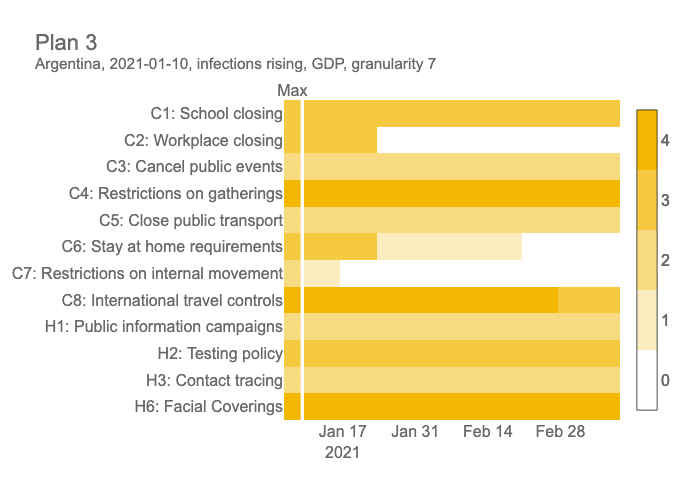 Plan 3
Argentina, 2021-01-10, infections rising, GDP, granularity 7
Max
C1: School closing
C2: Workplace closing
C3: Cancel public events
C4: Restrictions on gatherings
C5: Close public transport
C6: Stay at home requirements
C7: Restrictions on internal movement
C8: International travel controls
H1: Public information campaigns
H2: Testing policy
H3: Contact tracing
H6: Facial Coverings
4
3
2
1
0
Jan 17 Jan 31 Feb 14 Feb 28
2021